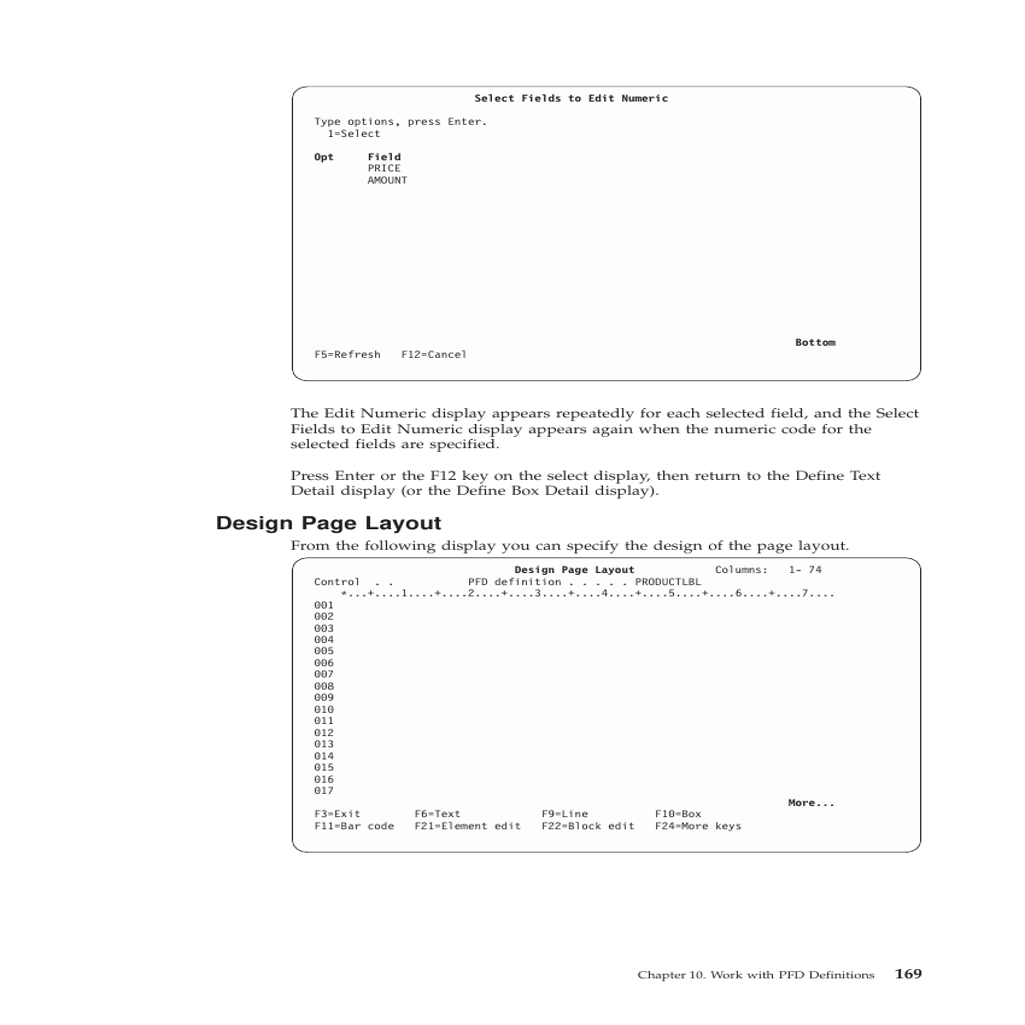 Select Fields to Edit Numeric
Type options, press Enter.
1=Select
Opt Field
PRICE
AMOUNT
Bottom
F5=Refresh F12=Cancel
The Edit Numeric display appears repeatedly for each selected field, and the Select
Fields to Edit Numeric display appears again when the numeric code for the
selected fields are specified.
Press Enter or the F12 key on the select display, then return to the Define Text
Detail display (or the Define Box Detail display).
Design Page Layout
From the following display you can specify the design of the page layout.
Design Page Layout Columns: 1- 74
Control . . PFD definition . . . . . PRODUCTLBL
*...+....1....+....2....+....3....+....4....+....5....+....6....+....7....
001
002
003
004
005
006
007
008
009
010
011
012
013
014
015
016
017
More...
F3=Exit F6=Text F9=Line F10=Box
F11=Bar code F21=Element edit F22=Block edit F24=More keys
Chapter 10. Work with PFD Definitions 169